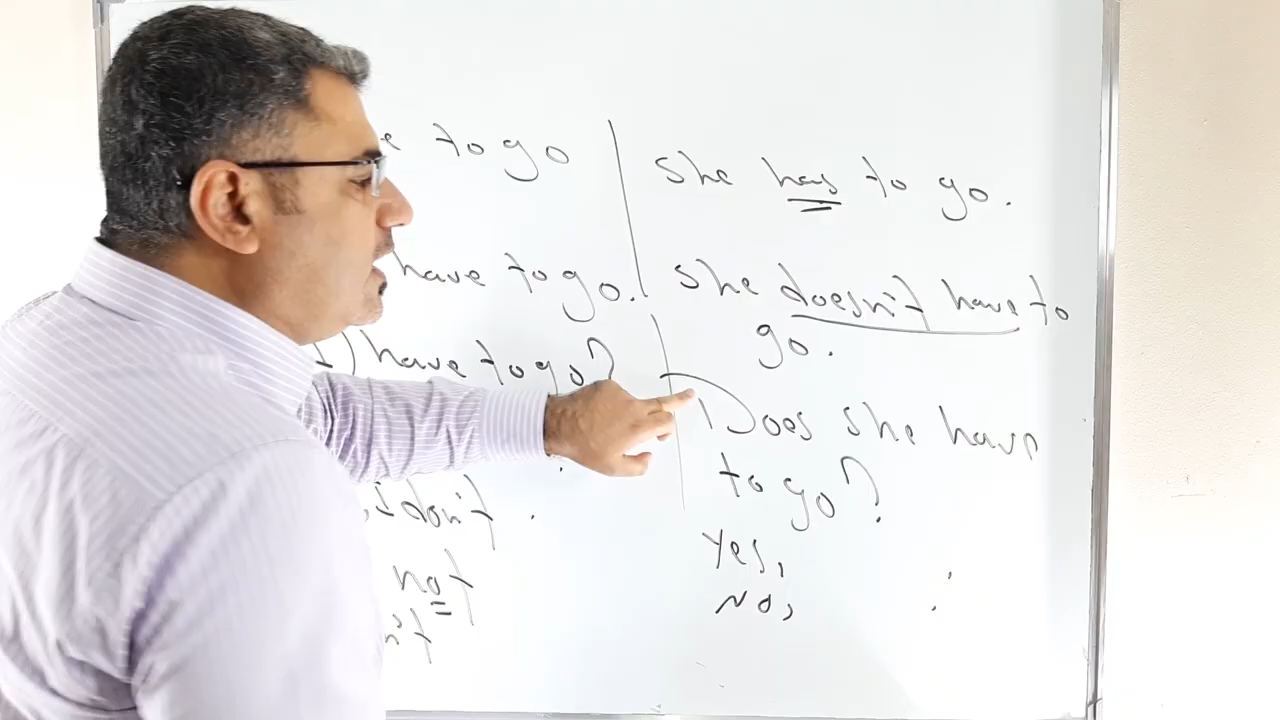 to go
have to go.
I have to go?
I don't.
not
she has to go.
she doesn't have to
go.
Does she have
to go?
Yes,
No,